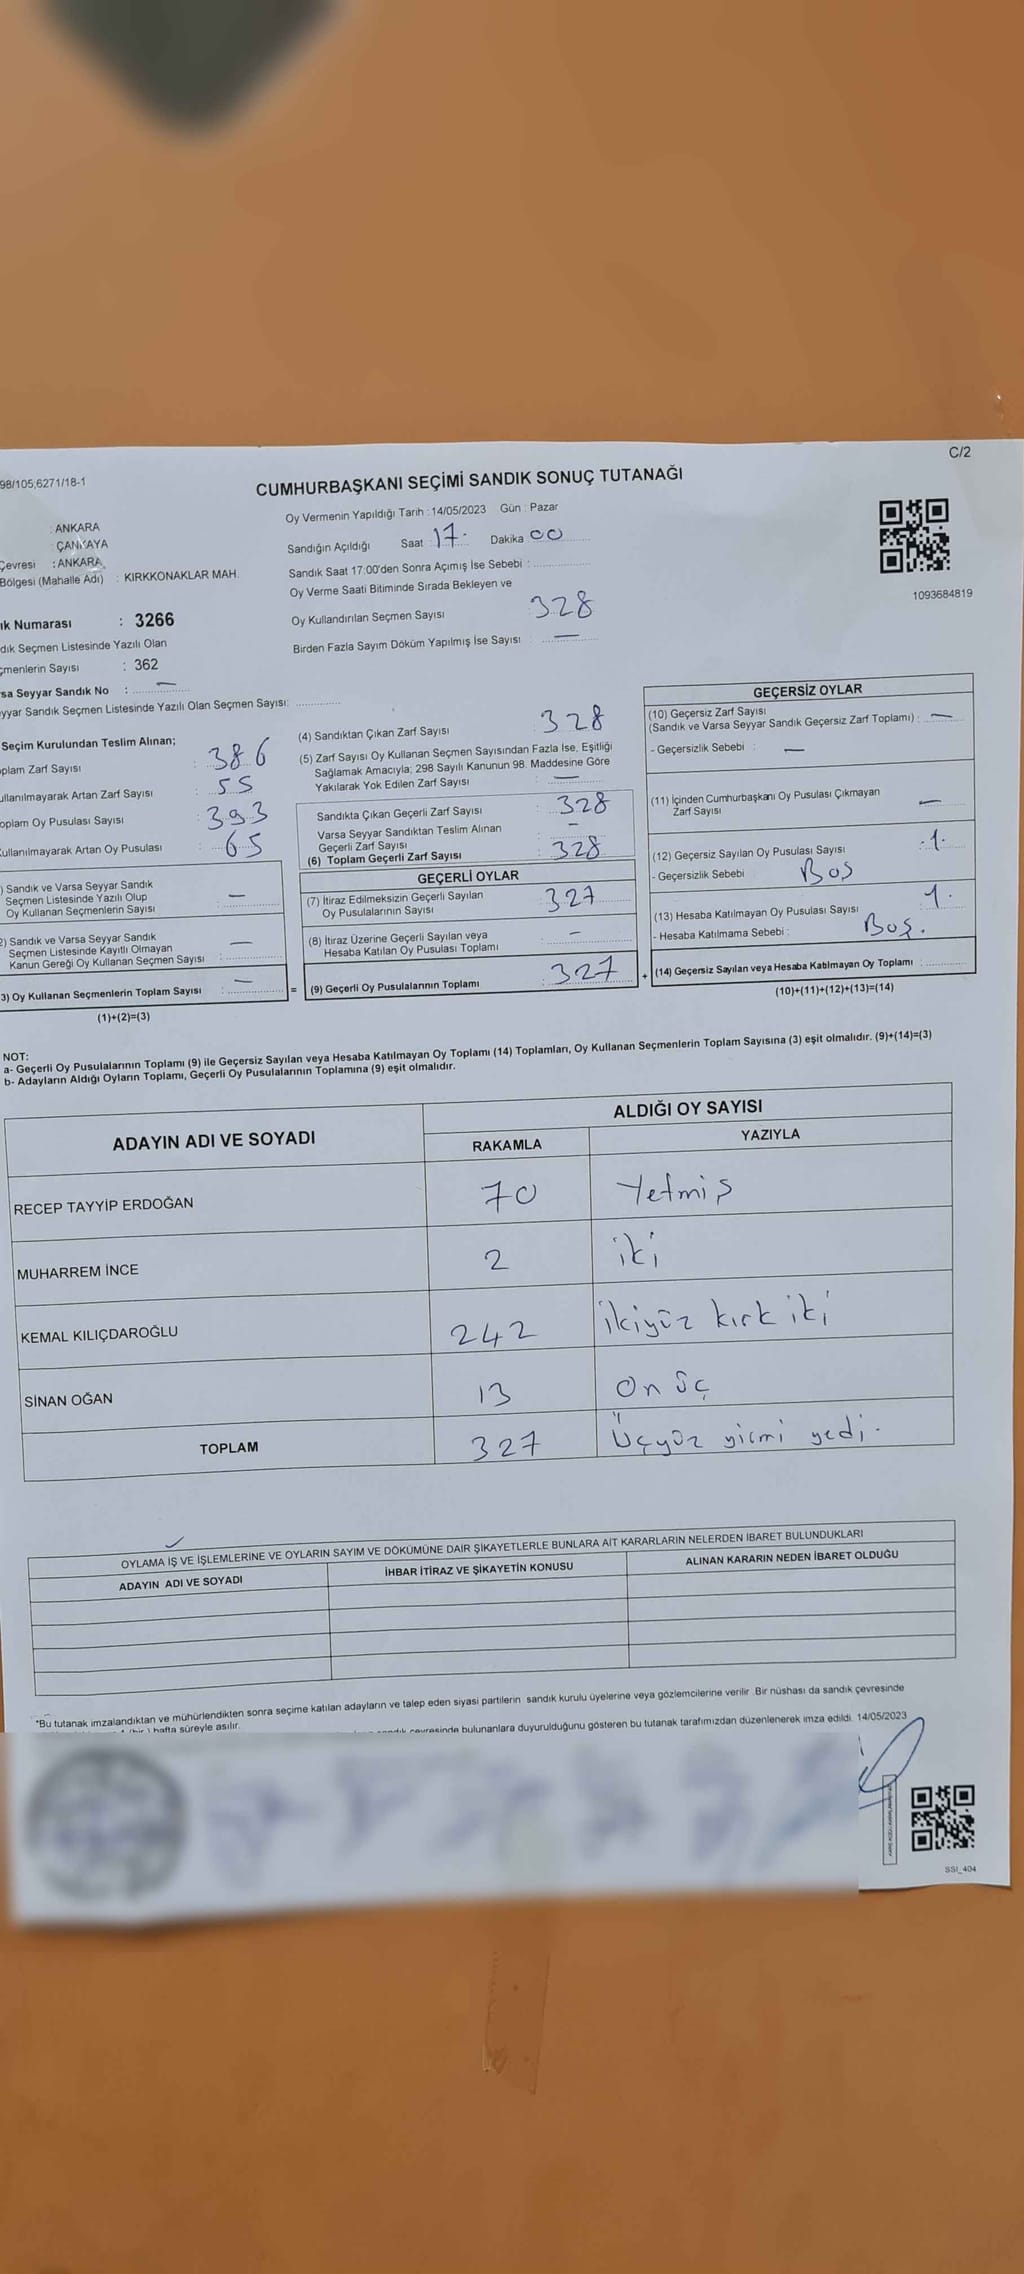 C/2
98/105,6271/18-1
CUMHURBAŞKANI SEÇİMİ SANDIK SONUÇ TUTANAĞI
: ANKARA
: ÇANKAYA
Çevresi : ANKARA
Bölgesi (Mahalle Adı) : KIRKKONAKLAR MAH.
Numarası : 3266
Seçmen Listesinde Yazılı Olan
Sayısı : 362
Seyyar Sandık No : —
Sandık Seçmen Listesinde Yazılı Olan Seçmen Sayısı:
Oy Vermenin Yapıldığı Tarih : 14/05/2023 Gün : Pazar
Sandığın Açıldığı Saat : 17. Dakika 00
Sandık Saat 17:00'den Sonra Açılmış İse Sebebi :
Oy Verme Saati Bitiminde Sırada Bekleyen ve
Oy Kullandırılan Seçmen Sayısı 328
Birden Fazla Sayım Döküm Yapılmış İse Sayısı : —
1093684819
Seçim Kurulundan Teslim Alınan;
Zarf Sayısı : 386
Artan Zarf Sayısı : 55
Oy Pusulası Sayısı : 393
Artan Oy Pusulası : 65
) Sandık ve Varsa Seyyar Sandık
Seçmen Listesinde Yazılı Olup
Oy Kullanan Seçmenlerin Sayısı : —
2) Sandık ve Varsa Seyyar Sandık
Seçmen Listesinde Kayıtlı Olmayan
Kanun Gereği Oy Kullanan Seçmen Sayısı : —
3) Oy Kullanan Seçmenlerin Toplam Sayısı : —
(1)+(2)=(3)
(4) Sandıktan Çıkan Zarf Sayısı 328
(5) Zarf Sayısı Oy Kullanan Seçmen Sayısından Fazla İse, Eşitliği
Sağlamak Amacıyla; 298 Sayılı Kanunun 98. Maddesine Göre
Yakılarak Yok Edilen Zarf Sayısı : —
Sandıkta Çıkan Geçerli Zarf Sayısı : 328
Varsa Seyyar Sandıktan Teslim Alınan
Geçerli Zarf Sayısı : —
(6) Toplam Geçerli Zarf Sayısı : 328
GEÇERLİ OYLAR
(7) İtiraz Edilmeksizin Geçerli Sayılan
Oy Pusulalarının Sayısı : 327
(8) İtiraz Üzerine Geçerli Sayılan veya
Hesaba Katılan Oy Pusulası Toplamı : —
= (9) Geçerli Oy Pusulalarının Toplamı : 327
GEÇERSİZ OYLAR
(10) Geçersiz Zarf Sayısı
(Sandık ve Varsa Seyyar Sandık Geçersiz Zarf Toplamı) : —
- Geçersizlik Sebebi : —
(11) İçinden Cumhurbaşkanı Oy Pusulası Çıkmayan
Zarf Sayısı —
(12) Geçersiz Sayılan Oy Pusulası Sayısı : 1.
- Geçersizlik Sebebi Boş
(13) Hesaba Katılmayan Oy Pusulası Sayısı : 1.
- Hesaba Katılmama Sebebi : Boş.
+ (14) Geçersiz Sayılan veya Hesaba Katılmayan Oy Toplamı :
(10)+(11)+(12)+(13)=(14)
NOT:
a- Geçerli Oy Pusulalarının Toplamı (9) ile Geçersiz Sayılan veya Hesaba Katılmayan Oy Toplamı (14) Toplamları, Oy Kullanan Seçmenlerin Toplam Sayısına (3) eşit olmalıdır. (9)+(14)=(3)
b- Adayların Aldığı Oyların Toplamı, Geçerli Oy Pusulalarının Toplamına (9) eşit olmalıdır.
ADAYIN ADI VE SOYADI
ALDIĞI OY SAYISI
RAKAMLA YAZIYLA
RECEP TAYYİP ERDOĞAN 70 Yetmiş
MUHARREM İNCE 2 iki
KEMAL KILIÇDAROĞLU 242 ikiyüz kırk iki
SİNAN OĞAN 13 On üç
TOPLAM 327 Üçyüz yirmi yedi.
OYLAMA İŞ VE İŞLEMLERİNE VE OYLARIN SAYIM VE DÖKÜMÜNE DAİR ŞİKAYETLERLE BUNLARA AİT KARARLARIN NELERDEN İBARET BULUNDUKLARI
ADAYIN ADI VE SOYADI İHBAR İTİRAZ VE ŞİKAYETİN KONUSU ALINAN KARARIN NEDEN İBARET OLDUĞU
*Bu tutanak imzalandıktan ve mühürlendikten sonra seçime katılan adayların ve talep eden siyasi partilerin sandık kurulu üyelerine veya gözlemcilerine verilir. Bir nüshası da sandık çevresinde
hafta süreyle asılır. sandık çevresinde bulunanlara duyurulduğunu gösteren bu tutanak tarafımızdan düzenlenerek imza edildi. 14/05/2023
SSI_404